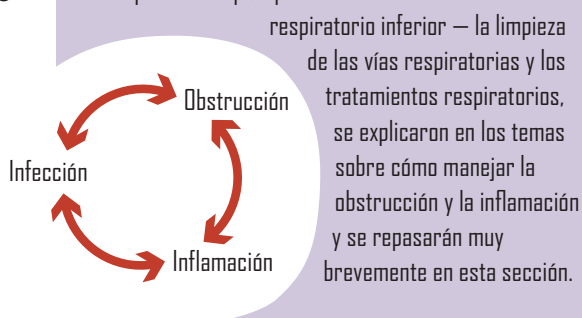 respiratorio inferior — la limpieza
de las vías respiratorias y los
tratamientos respiratorios,
se explicaron en los temas
sobre cómo manejar la
obstrucción y la inflamación
y se repasarán muy
brevemente en esta sección.
Obstrucción
Infección
Inflamación